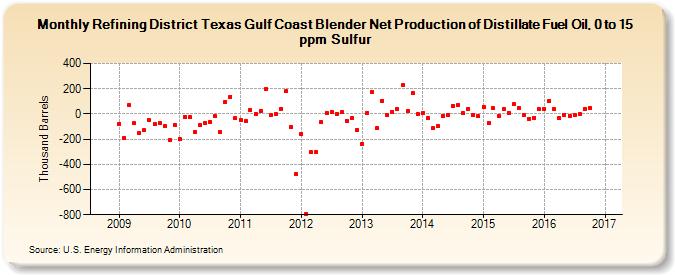 Monthly Refining District Texas Gulf Coast Blender Net Production of Distillate Fuel Oil, 0 to 15
ppm Sulfur
Thousand Barrels
400
200
0
-200
-400
-600
-800
2009 2010 2011 2012 2013 2014 2015 2016 2017
Source: U.S. Energy Information Administration